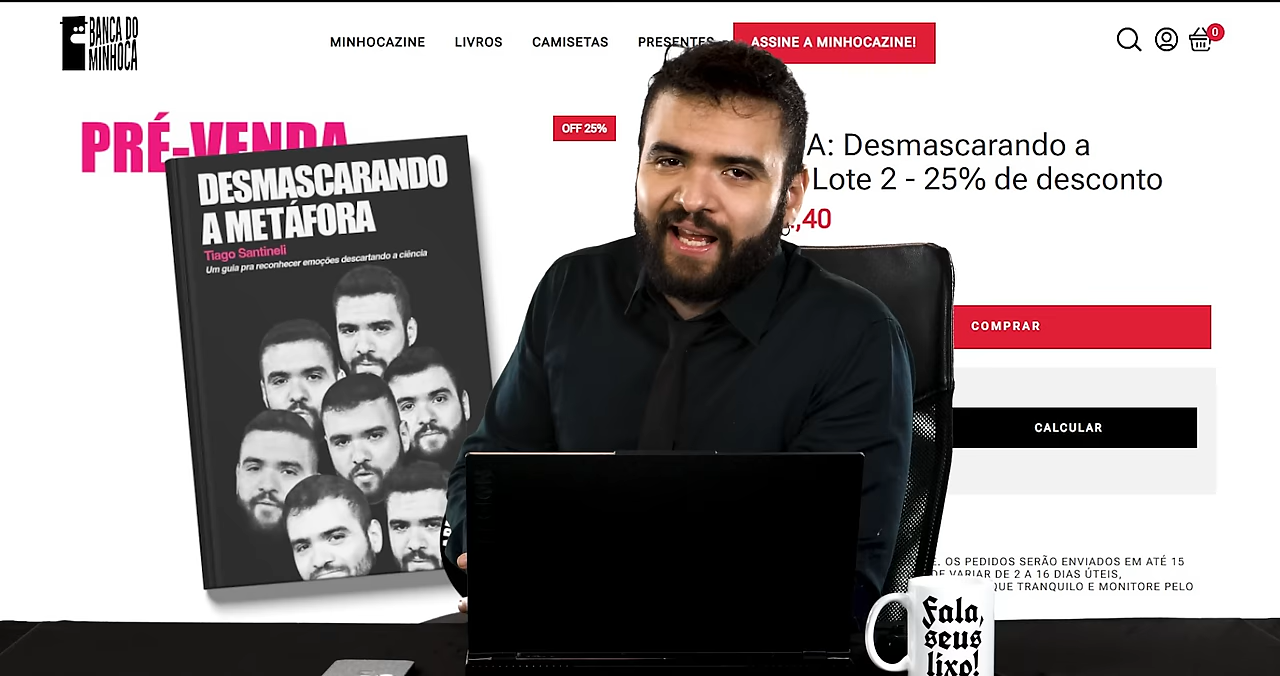 BANCA DO
MINHOCA
MINHOCAZINE
LIVROS
CAMISETAS
PRESENTES
ASSINE A MINHOCAZINE!
0
PRÉ-VENDA
OFF 25%
DESMASCARANDO
A METÁFORA
Tiago Santineli
Um guia pra reconhecer emoções descartando a ciência
A: Desmascarando a
Lote 2 - 25% de desconto
,40
COMPRAR
CALCULAR
E. OS PEDIDOS SERÃO ENVIADOS EM ATÉ 15
DE VARIAR DE 2 A 16 DIAS ÚTEIS,
QUE TRANQUILO E MONITORE PELO
Fala,
seus
lixo!